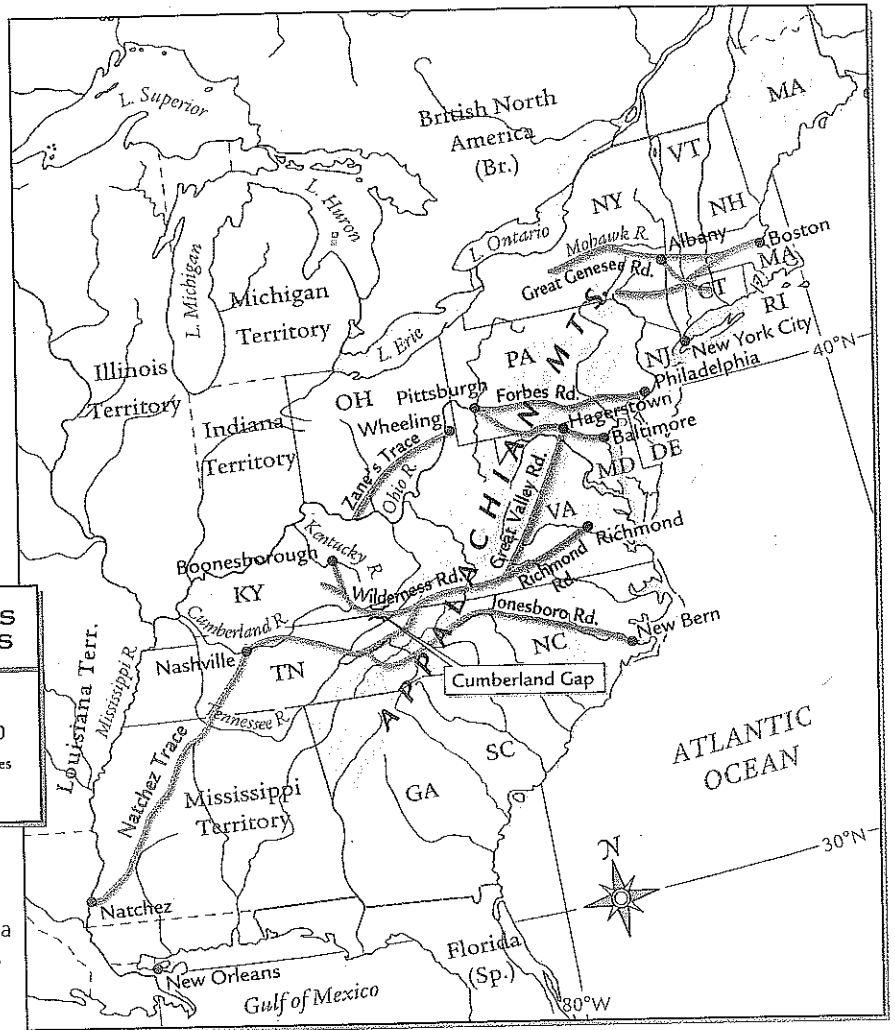 L. Superior
British North
America
(Br.)
MA
VT
NH
NY
L. Huron
L. Ontario
Mohawk R.
Albany
Boston
MA
Great Genesee Rd.
CT
RI
L. Michigan
Michigan
Territory
L. Erie
PA
NJ
New York City
Philadelphia
40°N
Illinois
Territory
Indiana
Territory
OH
Pittsburgh
Forbes Rd.
Wheeling
Hagerstown
Baltimore
Zane's Trace
Ohio R.
MD
DE
APPALACHIAN MTS.
Great Valley Rd.
VA
Richmond
Richmond
Rd.
Kentucky R.
Boonesborough
KY
Wilderness Rd.
Cumberland R.
Jonesboro Rd.
New Bern
NC
Nashville
TN
Cumberland Gap
S
S
0
es
Louisiana Terr.
Mississippi R.
Tennessee R.
Natchez Trace
SC
ATLANTIC
OCEAN
Mississippi
Territory
GA
N
30°N
Natchez
a
Florida
(Sp.)
New Orleans
Gulf of Mexico
80°W